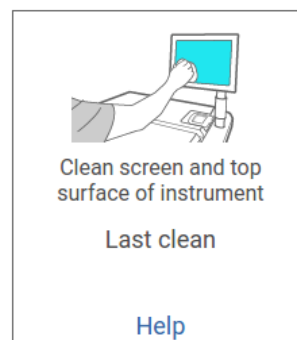 Clean screen and top
surface of instrument
Last clean
Help